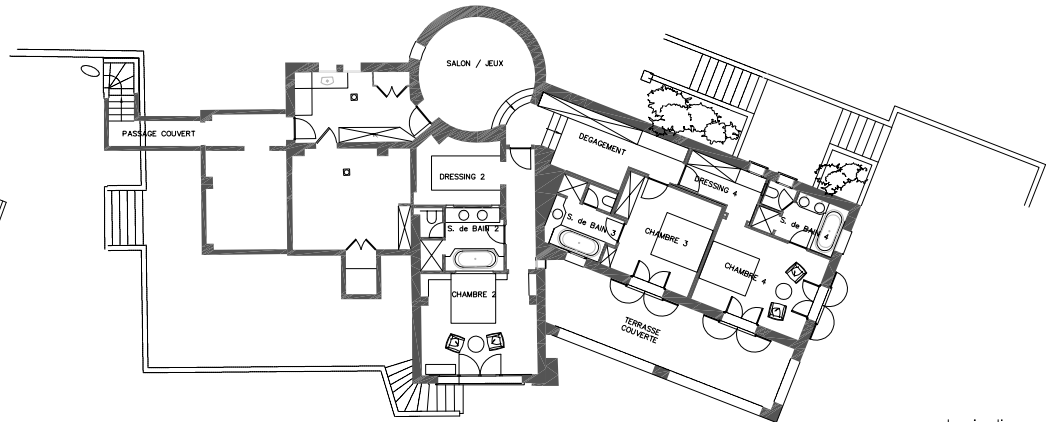 SALON / JEUX
PASSAGE COUVERT
DEGAGEMENT
DRESSING 2
DRESSING 4
S. de BAIN 2
S. de BAIN 3
S. de BAIN 4
CHAMBRE 3
CHAMBRE 4
CHAMBRE 2
TERRASSE
COUVERTE